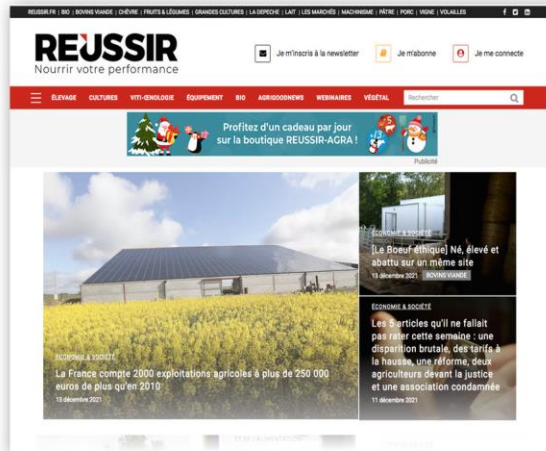 REUSSIR.FR | BIO | BOVINS VIANDE | CHÈVRE | FRUITS & LÉGUMES | GRANDES CULTURES | LA DEPECHE | LAIT | LES MARCHÉS | MACHINISME | PÂTRE | PORC | VIGNE | VOLAILLES
RÉUSSIR
Nourrir votre performance
Je m'inscris à la newsletter
Je m'abonne
Je me connecte
ÉLEVAGE CULTURES VITI-ŒNOLOGIE ÉQUIPEMENT BIO AGRIGOODNEWS WEBINAIRES VÉGÉTAL Rechercher
Profitez d'un cadeau par jour
sur la boutique REUSSIR-AGRA !
Publicité
ÉCONOMIE & SOCIÉTÉ
La France compte 2000 exploitations agricoles à plus de 250 000
euros de plus qu'en 2010
13 décembre 2021
ÉCONOMIE & SOCIÉTÉ
[Le Boeuf éthique] Né, élevé et
abattu sur un même site
13 décembre 2021 BOVINS VIANDE
ÉCONOMIE & SOCIÉTÉ
Les 5 articles qu'il ne fallait
pas rater cette semaine : une
disparition brutale, des tarifs à
la hausse, une réforme, deux
agriculteurs devant la justice
et une association condamnée
11 décembre 2021